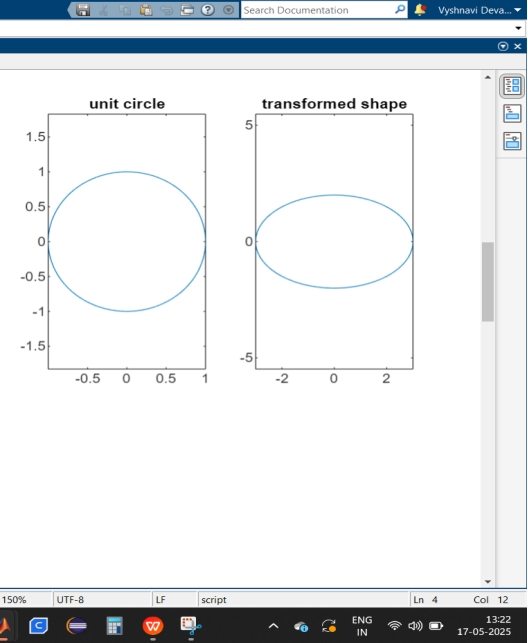 Search Documentation
Vyshnavi Deva...
unit circle
transformed shape
1.5
1
0.5
0
-0.5
-1
-1.5
-0.5 0 0.5 1
5
0
-5
-2 0 2
150% UTF-8 LF script Ln 4 Col 12
ENG
IN
13:22
17-05-2025